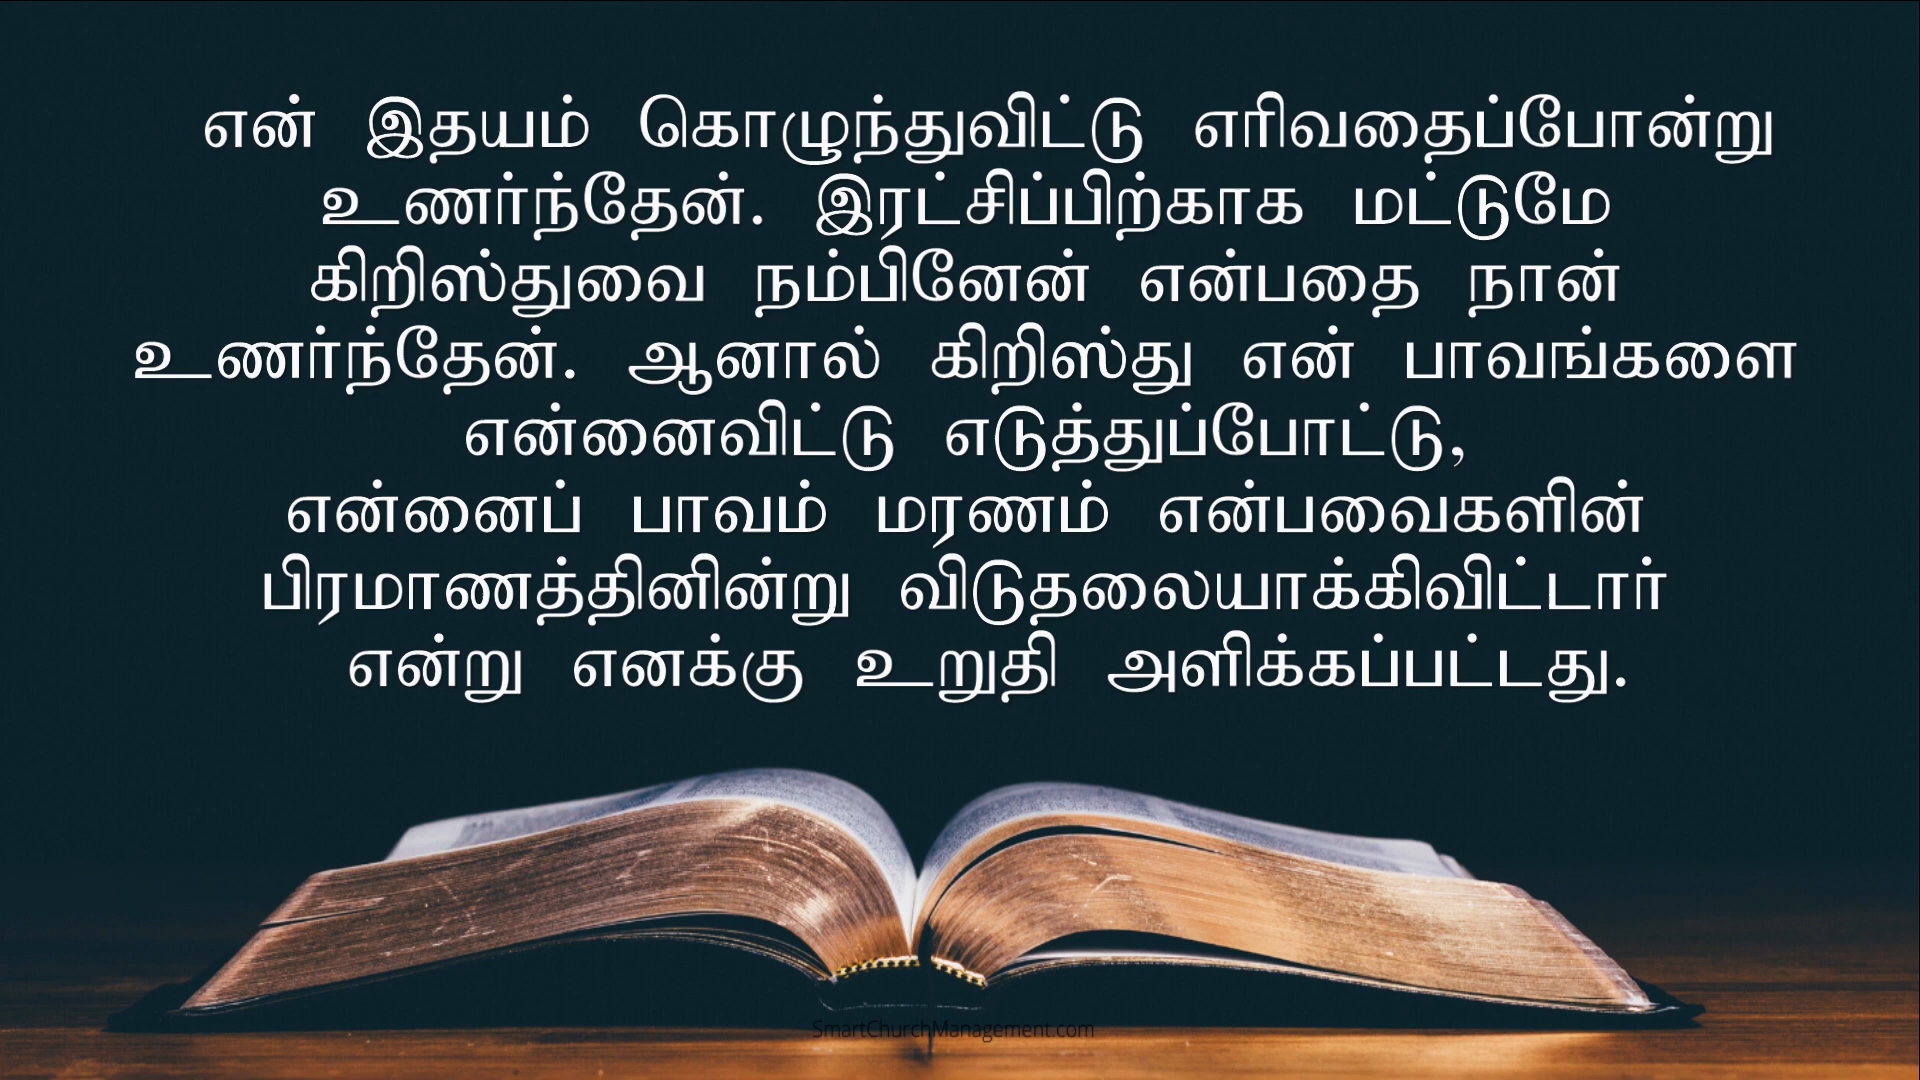 என் இதயம் கொழுந்துவிட்டு எரிவதைப்போன்று
உணர்ந்தேன். இரட்சிப்பிற்காக மட்டுமே
கிறிஸ்துவை நம்பினேன் என்பதை நான்
உணர்ந்தேன். ஆனால் கிறிஸ்து என் பாவங்களை
என்னைவிட்டு எடுத்துப்போட்டு,
என்னைப் பாவம் மரணம் என்பவைகளின்
பிரமாணத்தினின்று விடுதலையாக்கிவிட்டார்
என்று எனக்கு உறுதி அளிக்கப்பட்டது.
SmartChurchManagement.com